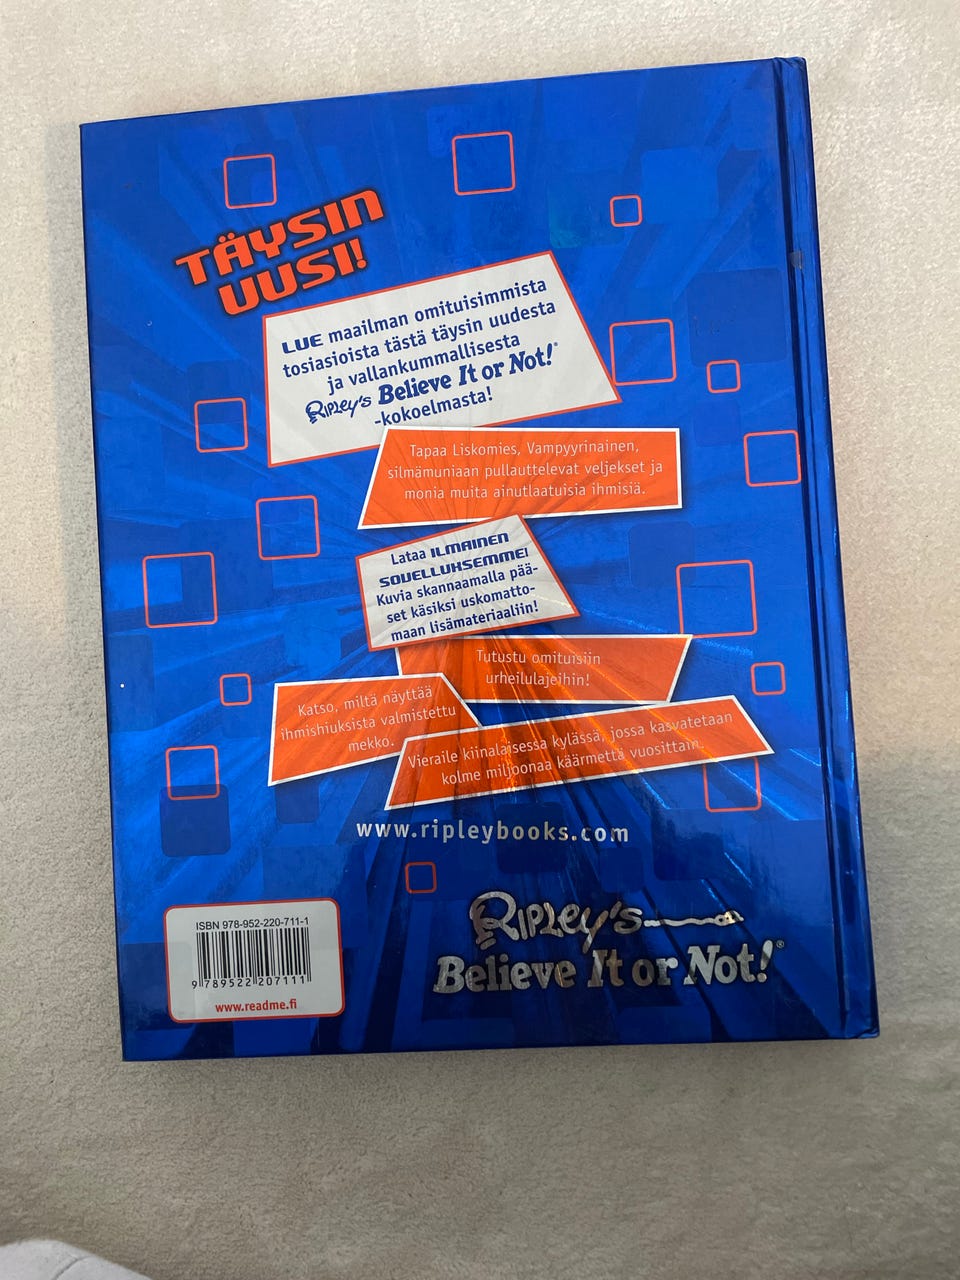 TÄYSIN
UUSI!
LUE maailman omituisimmista
tosiasioista tästä täysin uudesta
ja vallankummallisesta
Ripley's Believe It or Not!®
-kokoelmasta!
Tapaa Liskomies, Vampyyrinainen,
silmämuniaan pullauttelevat veljekset ja
monia muita ainutlaatuisia ihmisiä.
Lataa ILMAINEN
SOVELLUKSEMME!
Kuvia skannaamalla pää-
set käsiksi uskomatto-
maan lisämateriaaliin!
Tutustu omituisiin
urheilulajeihin!
Katso, miltä näyttää
ihmishiuksista valmistettu
mekko.
Vieraile kiinalaisessa kylässä, jossa kasvatetaan
kolme miljoonaa käärmettä vuosittain.
www.ripleybooks.com
ISBN 978-952-220-711-1
9 789522 207111
www.readme.fi
Ripley's
Believe It or Not!®